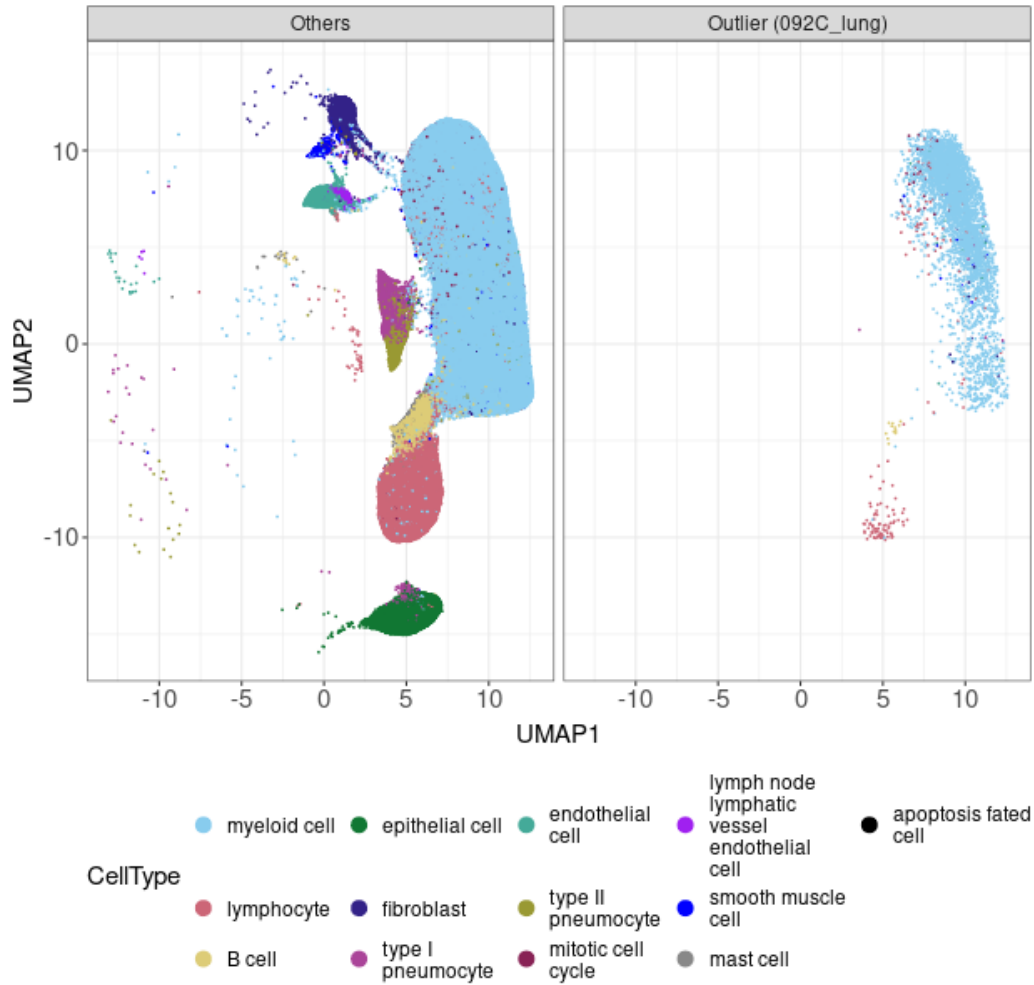 Others
Outlier (092C_lung)
10
0
-10
UMAP2
-10
-5
0
5
10
-10
-5
0
5
10
UMAP1
CellType
myeloid cell
epithelial cell
endothelial
cell
lymph node
lymphatic
vessel
endothelial
cell
apoptosis fated
cell
lymphocyte
fibroblast
type II
pneumocyte
smooth muscle
cell
B cell
type I
pneumocyte
mitotic cell
cycle
mast cell